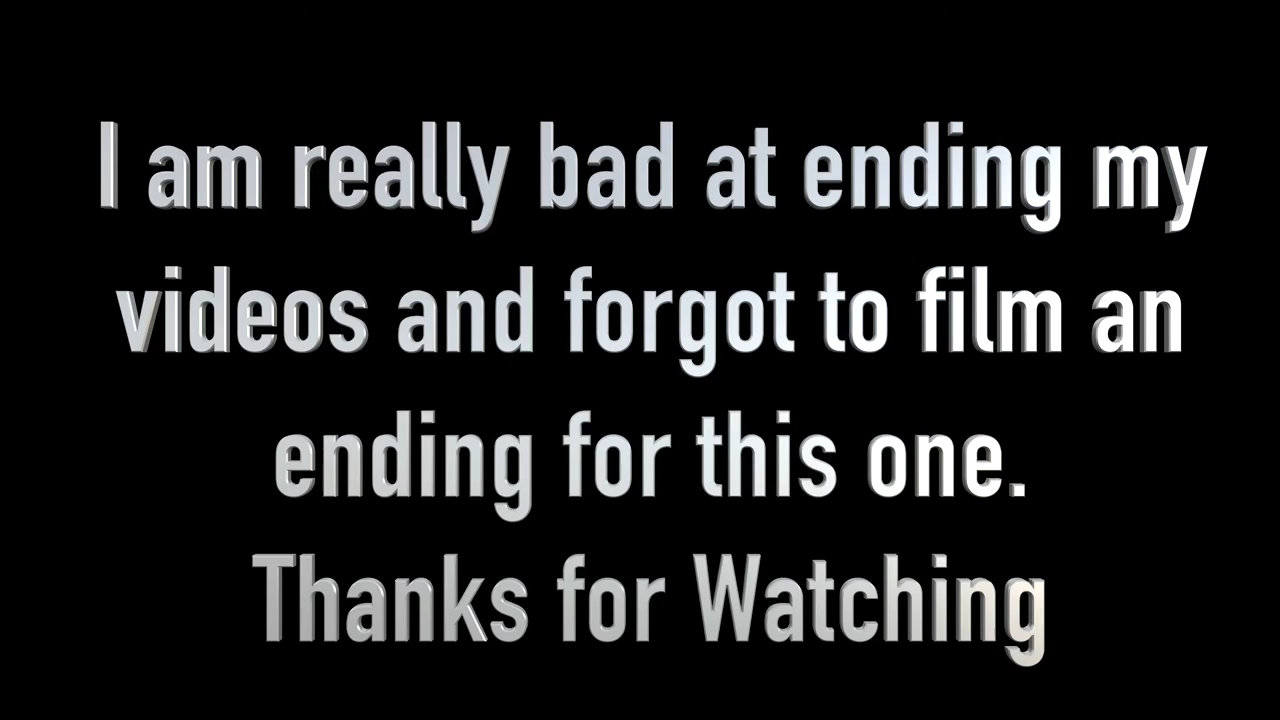 I am really bad at ending my
videos and forgot to film an
ending for this one.
Thanks for Watching